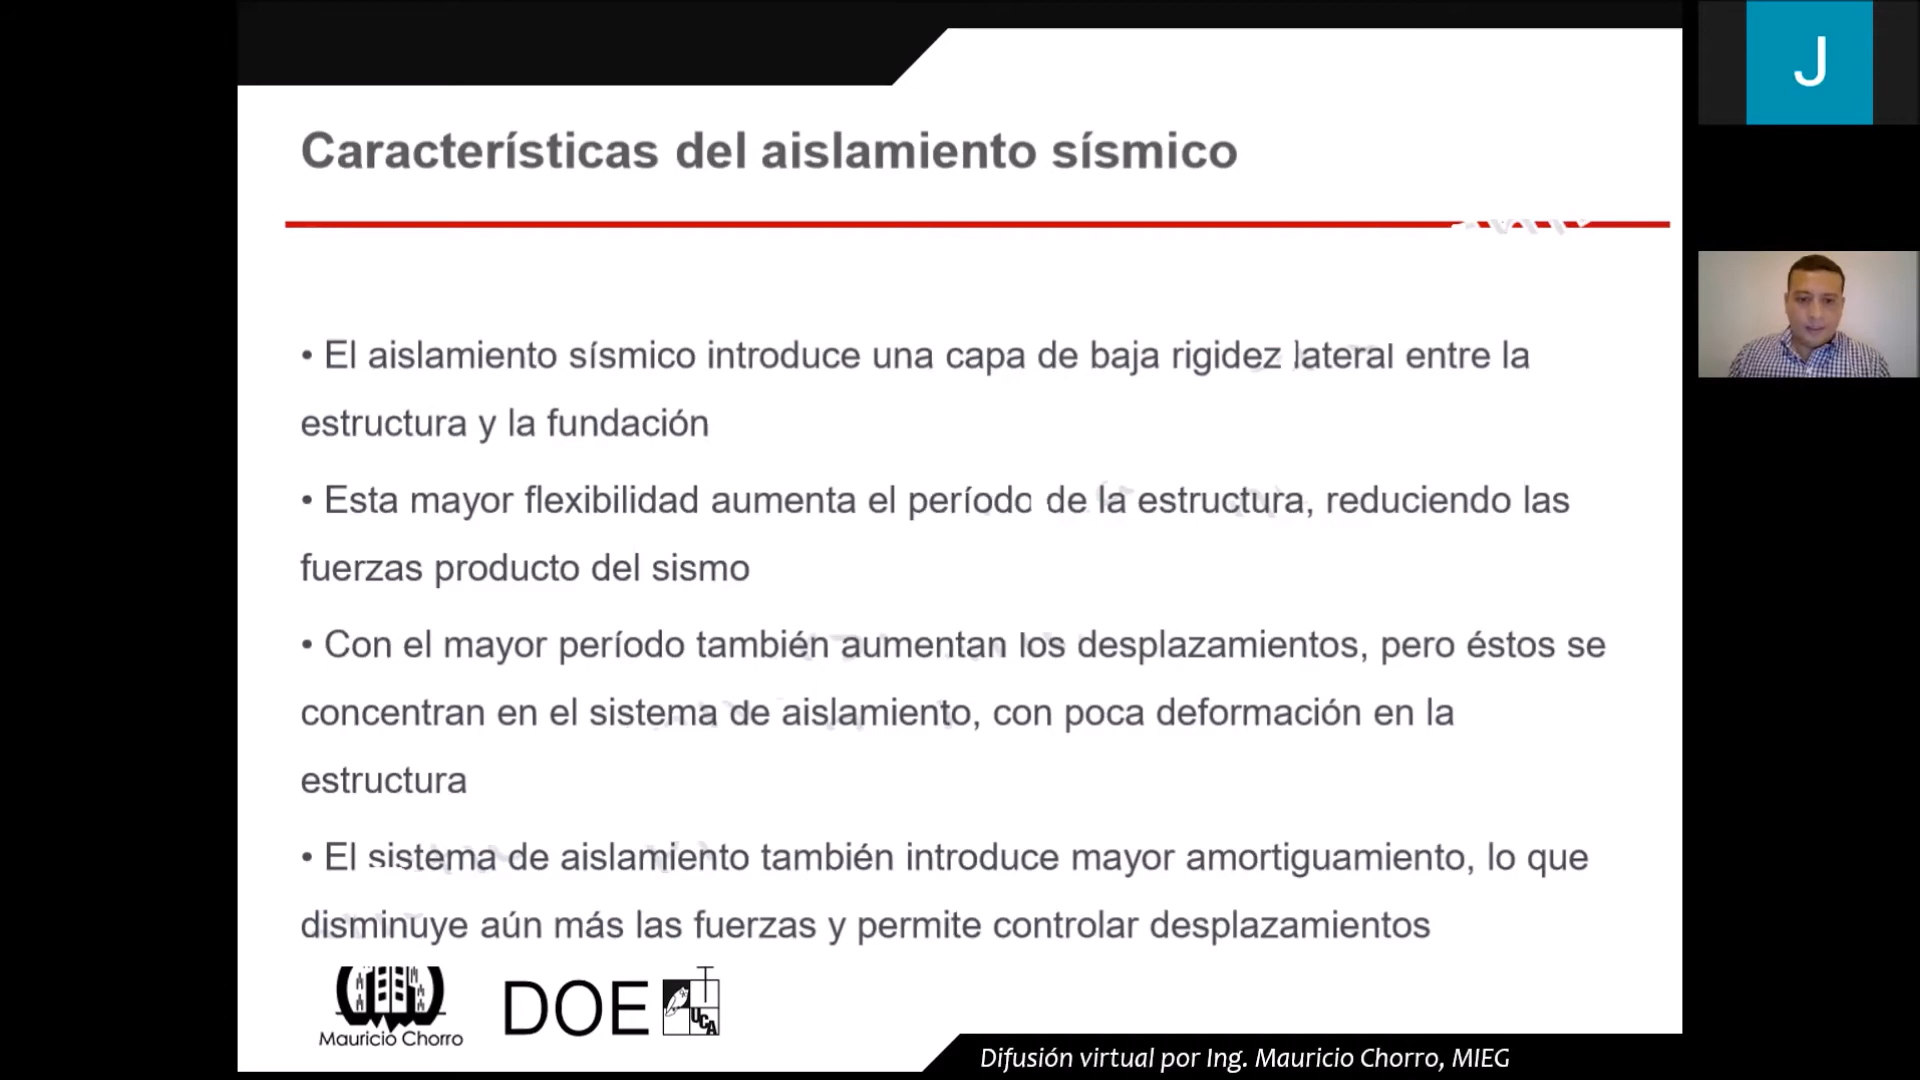 J
Características del aislamiento sísmico
• El aislamiento sísmico introduce una capa de baja rigidez lateral entre la
estructura y la fundación
• Esta mayor flexibilidad aumenta el período de la estructura, reduciendo las
fuerzas producto del sismo
• Con el mayor período también aumentan los desplazamientos, pero éstos se
concentran en el sistema de aislamiento, con poca deformación en la
estructura
• El sistema de aislamiento también introduce mayor amortiguamiento, lo que
disminuye aún más las fuerzas y permite controlar desplazamientos
DOE
UCA
Mauricio Chorro
Difusión virtual por Ing. Mauricio Chorro, MIEG